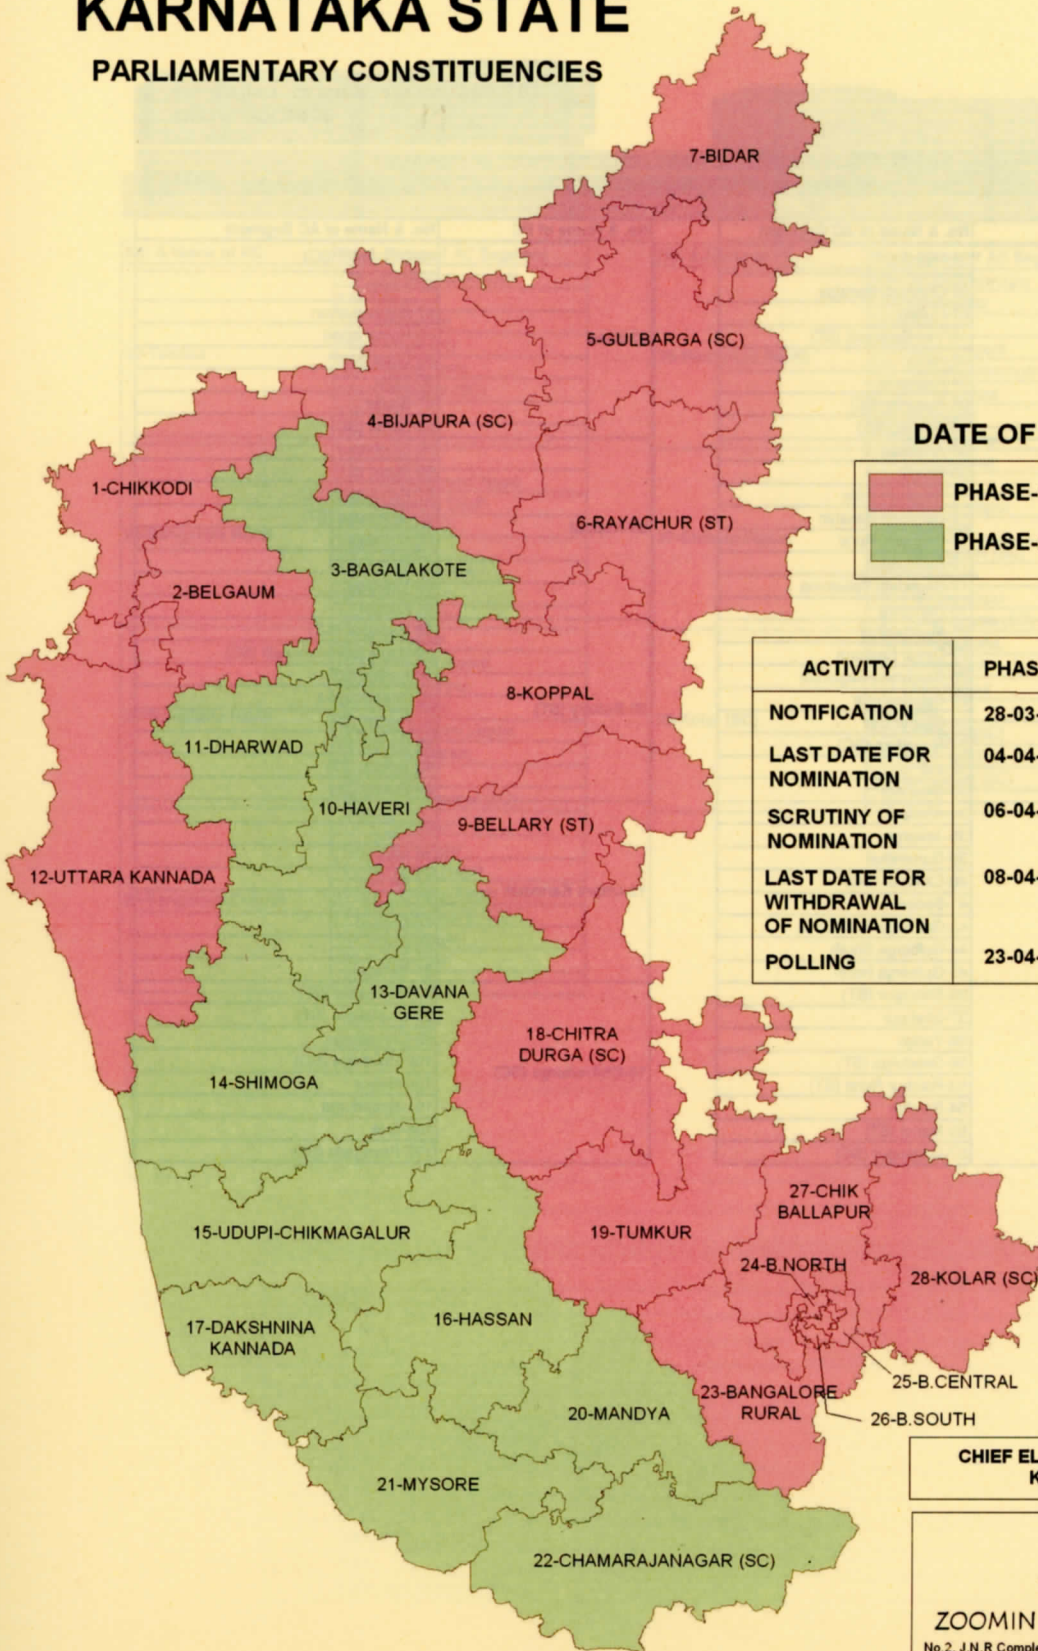 KARNATAKA STATE
PARLIAMENTARY CONSTITUENCIES
7-BIDAR
5-GULBARGA (SC)
4-BIJAPURA (SC)
1-CHIKKODI
6-RAYACHUR (ST)
3-BAGALAKOTE
2-BELGAUM
8-KOPPAL
11-DHARWAD
10-HAVERI
9-BELLARY (ST)
12-UTTARA KANNADA
13-DAVANA
GERE
18-CHITRA
DURGA (SC)
14-SHIMOGA
27-CHIK
BALLAPUR
15-UDUPI-CHIKMAGALUR
19-TUMKUR
24-B.NORTH
28-KOLAR (SC)
16-HASSAN
17-DAKSHNINA
KANNADA
25-B.CENTRAL
23-BANGALORE
RURAL
20-MANDYA
26-B.SOUTH
21-MYSORE
22-CHAMARAJANAGAR (SC)
DATE OF
PHASE-
PHASE-
ACTIVITY PHAS
NOTIFICATION 28-03-
LAST DATE FOR 04-04-
NOMINATION
SCRUTINY OF 06-04-
NOMINATION
LAST DATE FOR 08-04-
WITHDRAWAL
OF NOMINATION
POLLING 23-04-
CHIEF EL
K
ZOOMIN
No.2, J.N.R.Comple